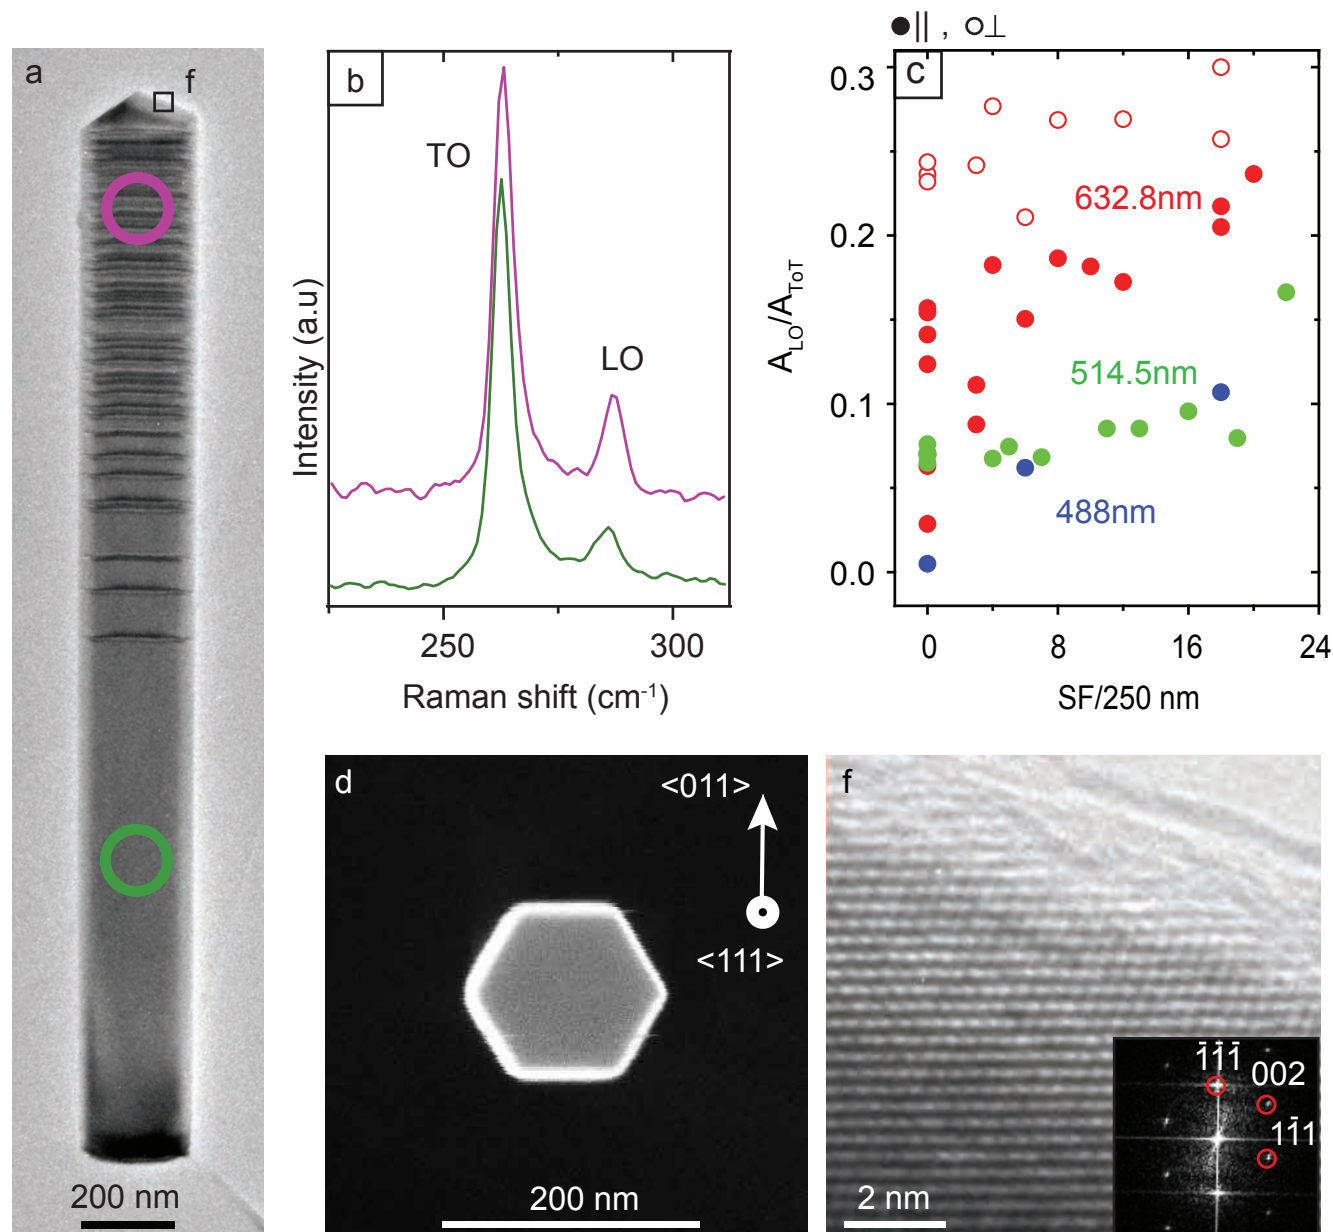 a
f
200 nm
b
TO
LO
Intensity (a.u)
250
300
Raman shift (cm⁻¹)
●|| , ○⊥
c
0.3
0.2
0.1
0.0
A_LO/A_ToT
632.8nm
514.5nm
488nm
0
8
16
24
SF/250 nm
d
<011>
<111>
200 nm
f
1̄1̄1̄
002
11̄1
2 nm